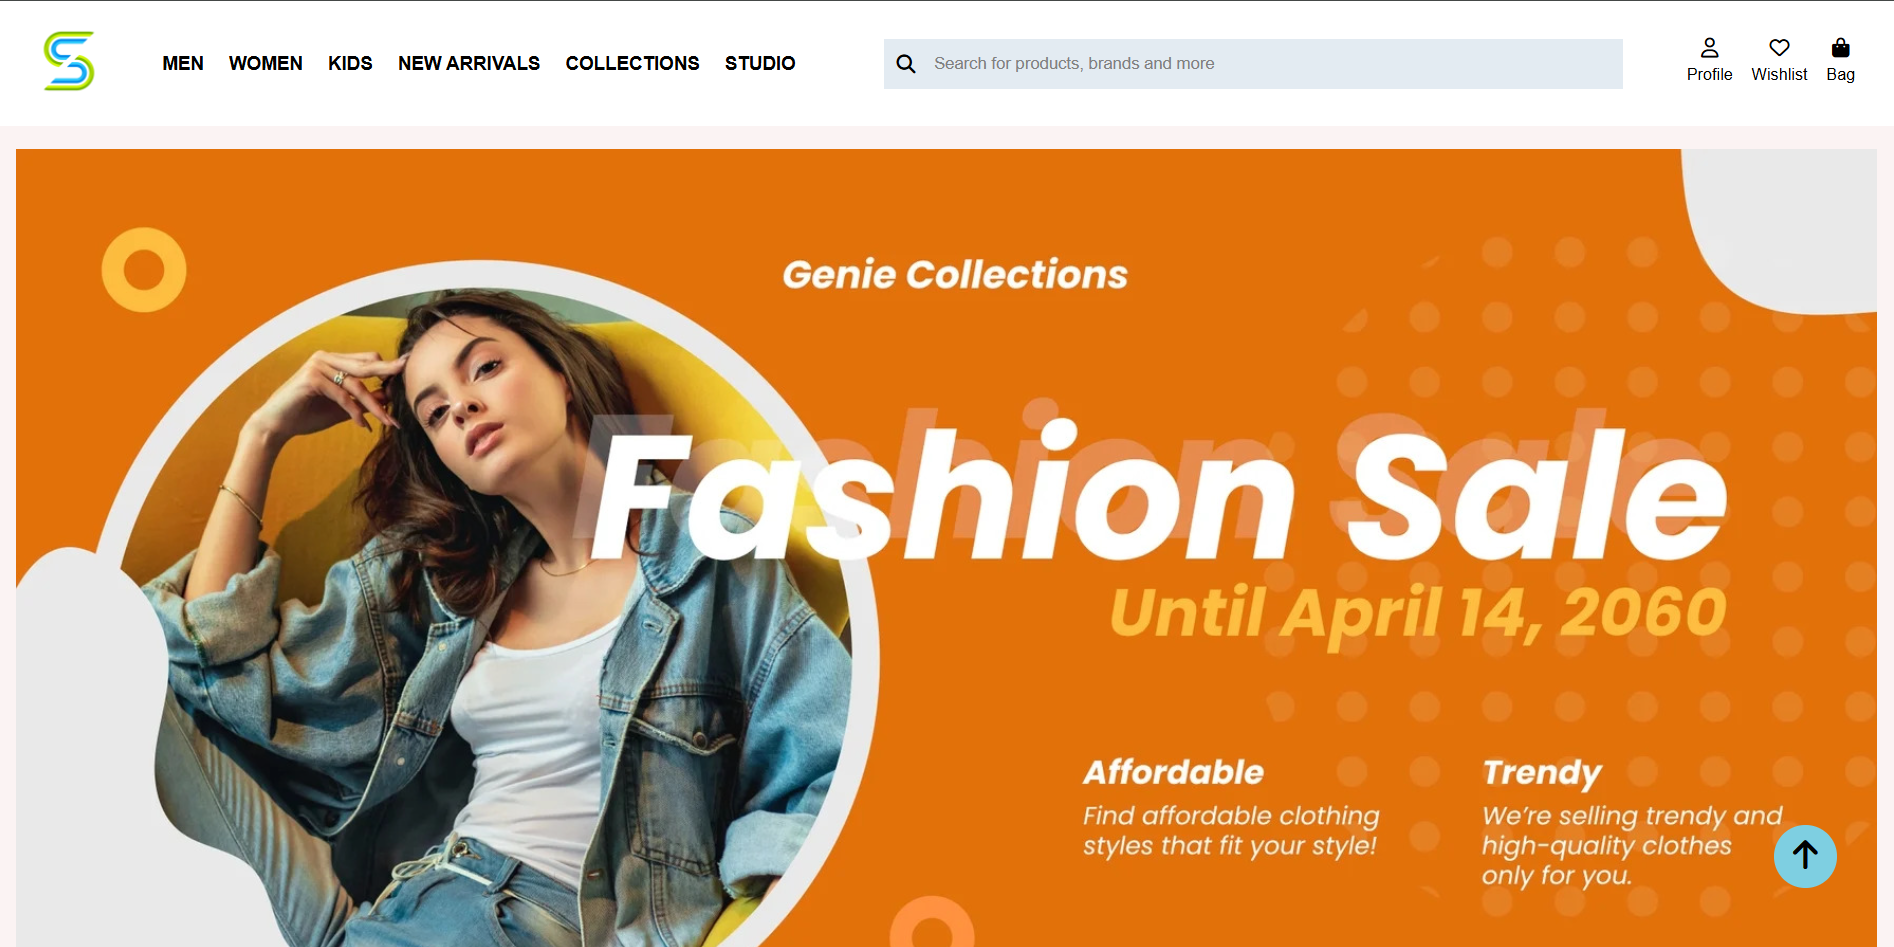 MEN WOMEN KIDS NEW ARRIVALS COLLECTIONS STUDIO
Search for products, brands and more
Profile Wishlist Bag
Genie Collections
Fashion Sale
Until April 14, 2060
Affordable
Find affordable clothing
styles that fit your style!
Trendy
We're selling trendy and
high-quality clothes
only for you.